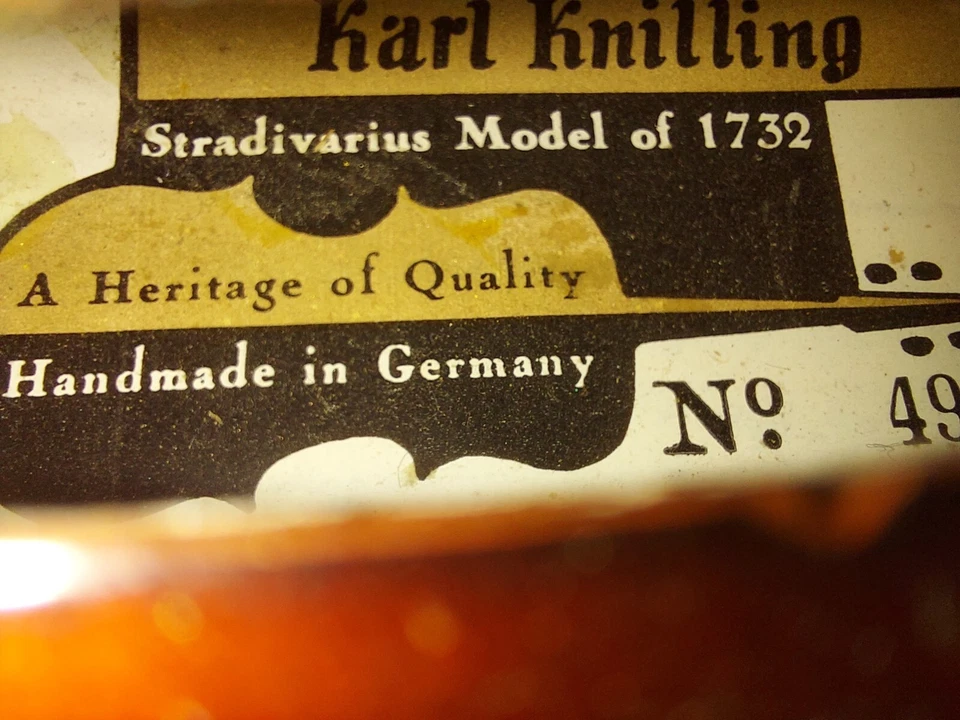 Karl Knilling
Stradivarius Model of 1732
A Heritage of Quality
Handmade in Germany
Nº 49